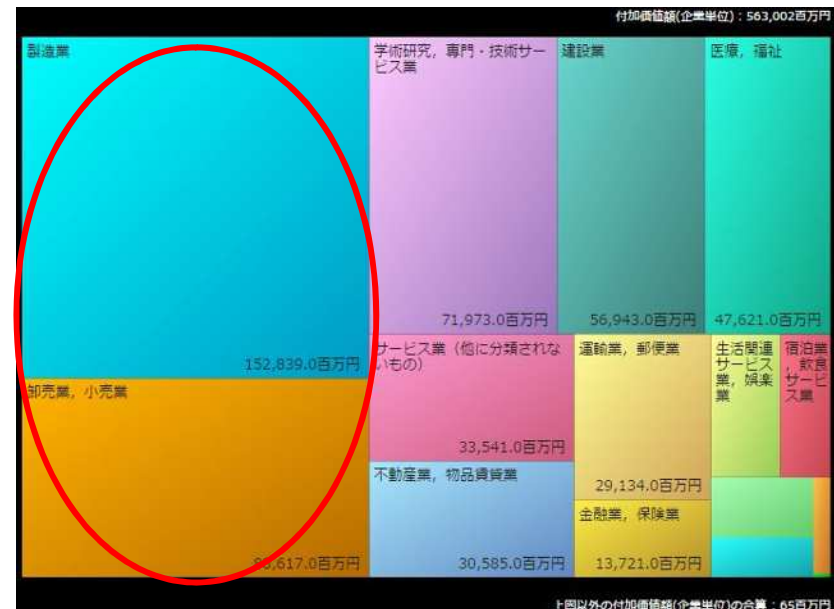 付加価値額(企業単位):563,002百万円
製造業
152,839.0百万円
卸売業, 小売業
,617.0百万円
学術研究, 専門・技術サー
ビス業
71,973.0百万円
建設業
56,943.0百万円
医療, 福祉
47,621.0百万円
サービス業(他に分類されな
いもの)
33,541.0百万円
不動産業, 物品賃貸業
30,585.0百万円
運輸業, 郵便業
29,134.0百万円
金融業, 保険業
13,721.0百万円
生活関連
サービス
業, 娯楽
業
宿泊業
, 飲食
サービ
ス業
上図以外の付加価値額(企業単位)の合算:65百万円